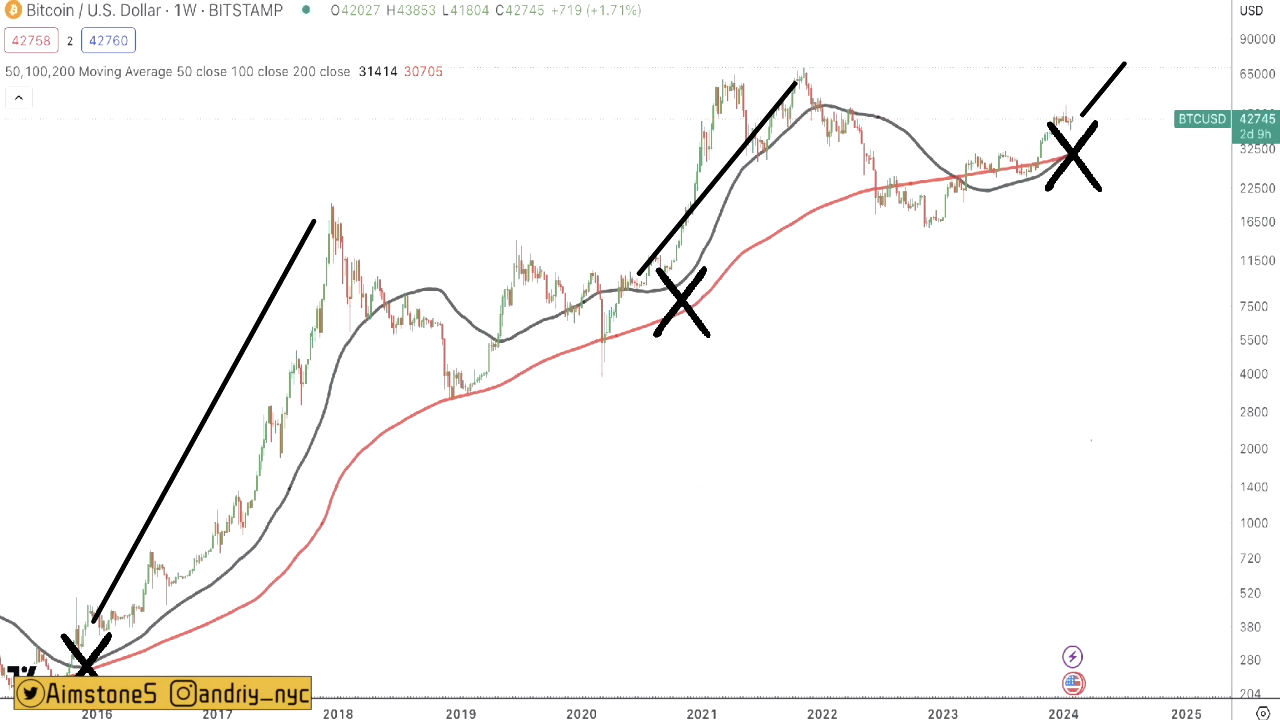 Bitcoin / U.S. Dollar · 1W · BITSTAMP O42027 H43853 L41804 C42745 +719 (+1.71%)
USD
42758 2 42760
90000
50,100,200 Moving Average 50 close 100 close 200 close 31414 30705
65000
BTCUSD 42745
2d 9h
32500
22500
16500
11500
7500
5500
4000
2800
2000
1400
1000
720
520
380
280
204
Aimstone5 andriy_nyc
2016 2017 2018 2019 2020 2021 2022 2023 2024 2025